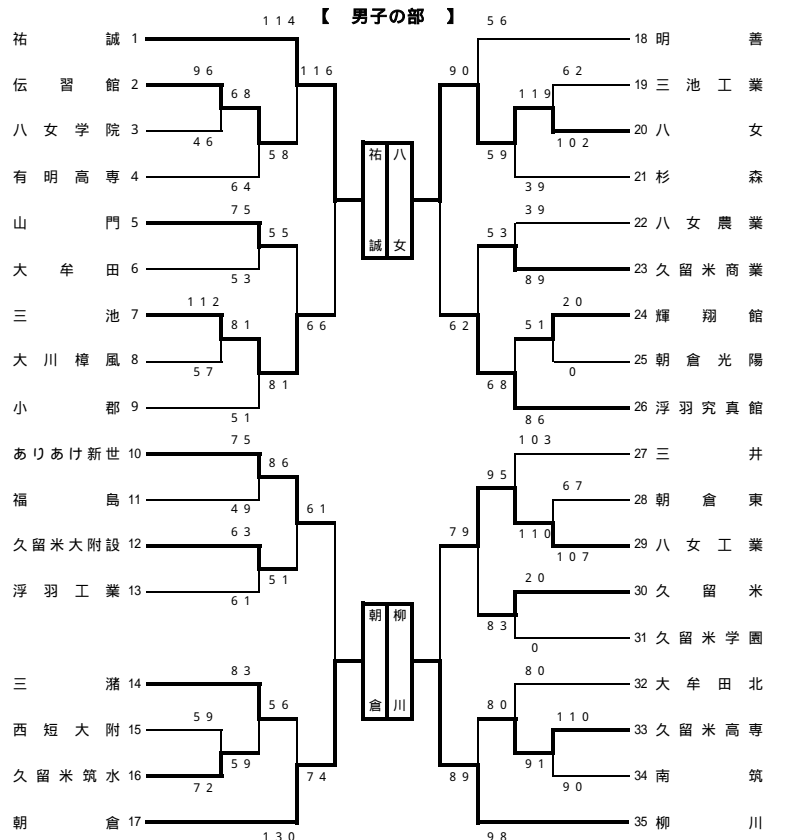 【 男子の部 】
114
56
祐誠 1
18 明善
116
90
96
62
伝習館 2
19 三池工業
68
119
八女学院 3
20 八女
46
102
58
59
祐誠
八女
有明高専 4
21 杉森
64
39
75
39
山門 5
22 八女農業
55
53
大牟田 6
23 久留米商業
53
89
112
20
三池 7
24 輝翔館
66
62
81
51
大川樟風 8
25 朝倉光陽
57
0
81
68
小郡 9
26 浮羽究真館
51
86
75
103
ありあけ新世 10
27 三井
86
95
67
福島 11
28 朝倉東
49
61
63
79
110
久留米大附設 12
29 八女工業
107
51
20
浮羽工業 13
30 久留米
61
83
朝倉
柳川
31 久留米学園
0
83
80
三潴 14
32 大牟田北
56
80
59
110
西短大附 15
33 久留米高専
59
91
久留米筑水 16
34 南筑
72
90
74
89
朝倉 17
35 柳川
130
98